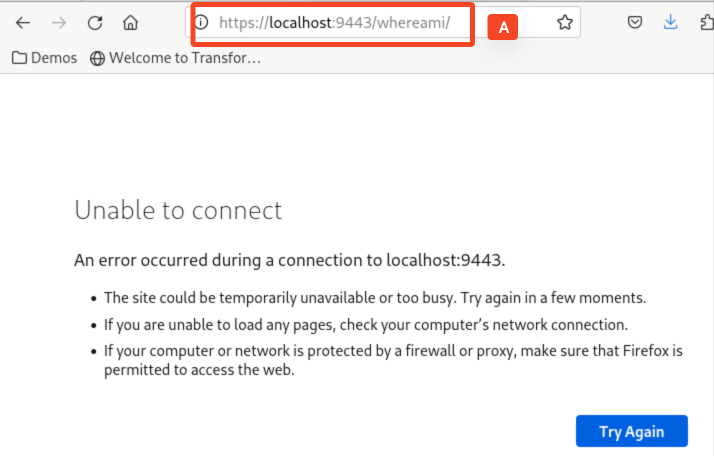 https://localhost:9443/whereami/
A
Demos
Welcome to Transfor…
Unable to connect
An error occurred during a connection to localhost:9443.
• The site could be temporarily unavailable or too busy. Try again in a few moments.
• If you are unable to load any pages, check your computer’s network connection.
• If your computer or network is protected by a firewall or proxy, make sure that Firefox is
permitted to access the web.
Try Again